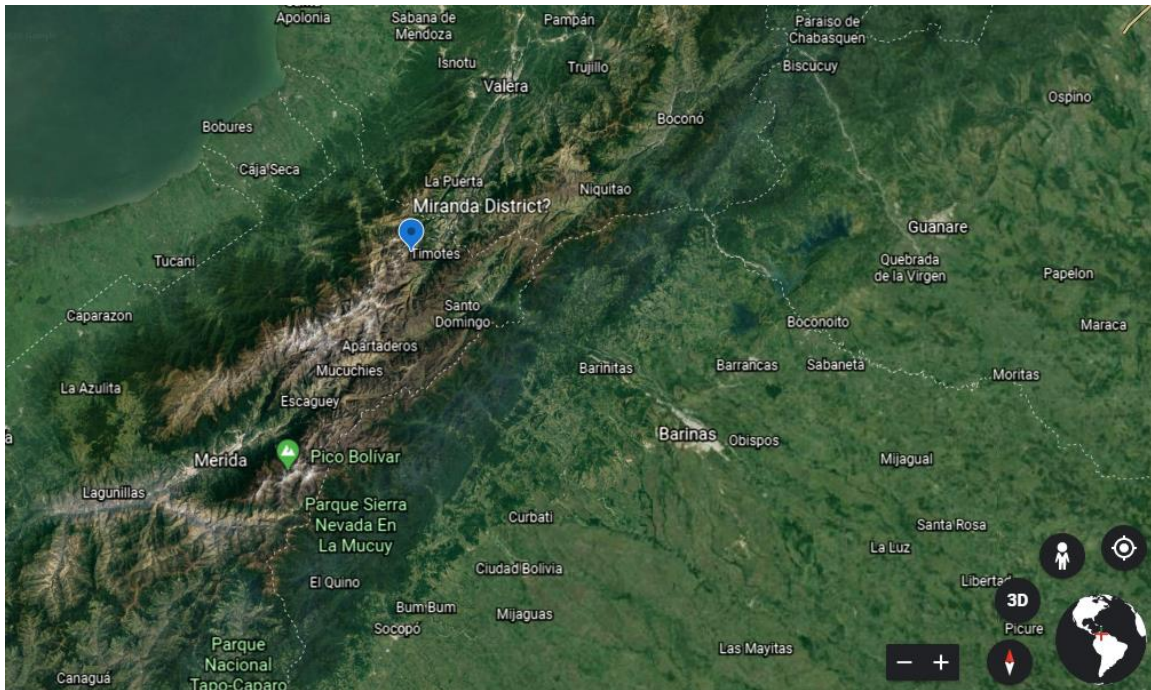 Apolonia
Sabana de
Mendoza
Pampán
Paraiso de
Chabasquen
Isnotu
Trujillo
Biscucuy
Valera
Ospino
Bobures
Boconó
Caja Seca
La Puerta
Niquitao
Miranda District?
Guanare
Timotes
Tucani
Quebrada
de la Virgen
Papelon
Santo
Domingo
Caparazon
Boconoito
Maraca
Apartaderos
Mucuchies
Barinitas
Barrancas
Sabaneta
Moritas
La Azulita
Escaguey
Barinas
Obispos
Merida
Pico Bolívar
Mijagual
Lagunillas
Parque Sierra
Nevada En
La Mucuy
Curbati
Santa Rosa
La Luz
El Quino
Ciudad Bolivia
Libertad
3D
Bum Bum
Mijaguas
Socopó
Picure
Parque
Nacional
Tapo-Caparo
Las Mayitas
Canaguá